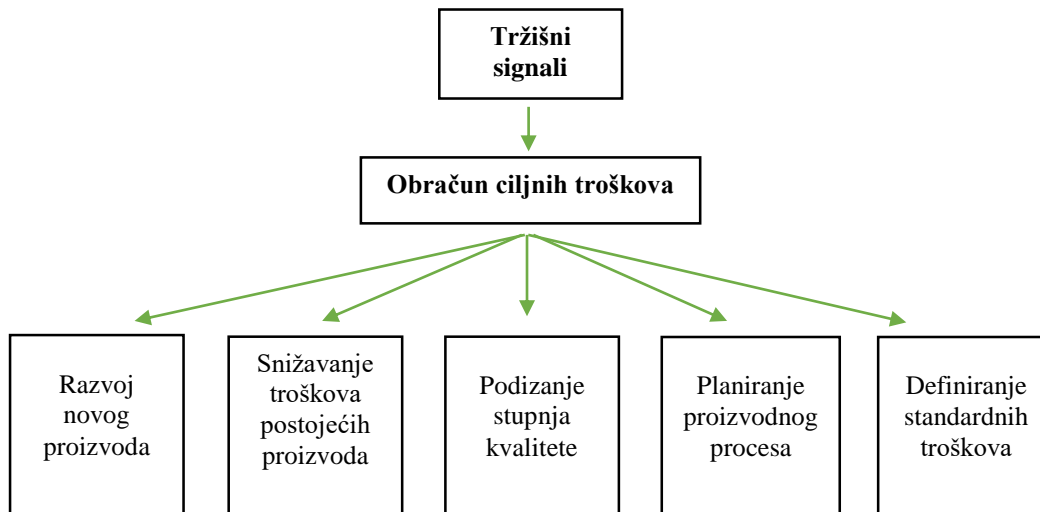 Tržišni
signali
Obračun ciljnih troškova
Razvoj
novog
proizvoda
Snižavanje
troškova
postojećih
proizvoda
Podizanje
stupnja
kvalitete
Planiranje
proizvodnog
procesa
Definiranje
standardnih
troškova